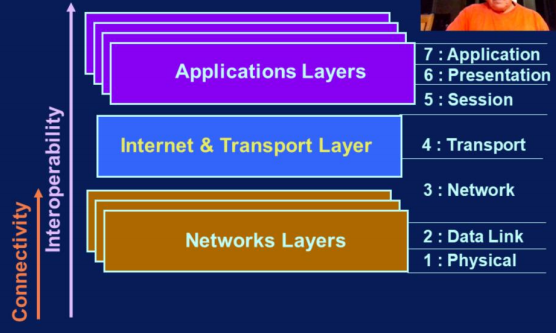 Connectivity
Interoperability
Applications Layers
7 : Application
6 : Presentation
5 : Session
Internet & Transport Layer
4 : Transport
3 : Network
Networks Layers
2 : Data Link
1 : Physical